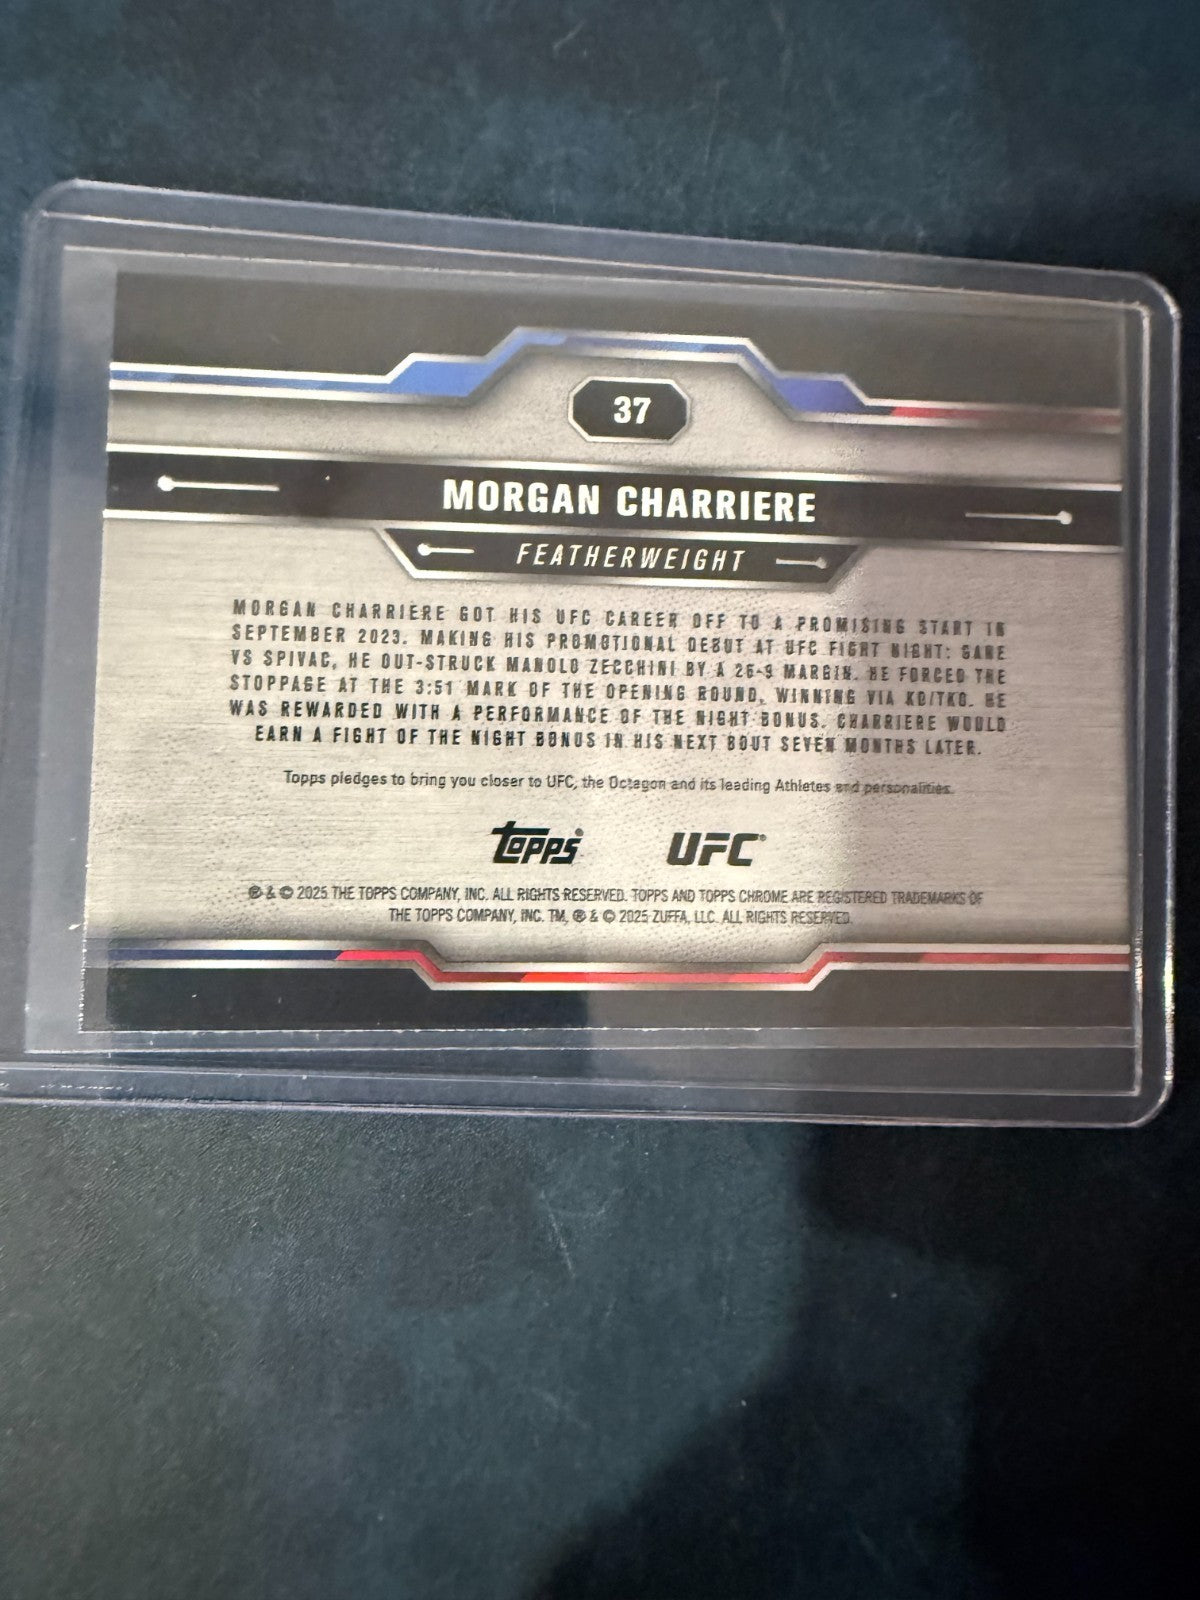 37
MORGAN CHARRIERE
FEATHERWEIGHT
MORGAN CHARRIERE GOT HIS UFC CAREER OFF TO A PROMISING START IN
SEPTEMBER 2023. MAKING HIS PROMOTIONAL DEBUT AT UFC FIGHT NIGHT: GANE
VS SPIVAC, HE OUT-STRUCK MANOLO ZECCHINI BY A 26-9 MARGIN. HE FORCED THE
STOPPAGE AT THE 3:51 MARK OF THE OPENING ROUND, WINNING VIA KO/TKO. HE
WAS REWARDED WITH A PERFORMANCE OF THE NIGHT BONUS. CHARRIERE WOULD
EARN A FIGHT OF THE NIGHT BONUS IN HIS NEXT BOUT SEVEN MONTHS LATER.
Topps pledges to bring you closer to UFC, the Octagon and its leading Athletes and personalities.
Topps® UFC®
® & © 2025 THE TOPPS COMPANY, INC. ALL RIGHTS RESERVED. TOPPS AND TOPPS CHROME ARE REGISTERED TRADEMARKS OF
THE TOPPS COMPANY, INC. TM, ® & © 2025 ZUFFA, LLC. ALL RIGHTS RESERVED.